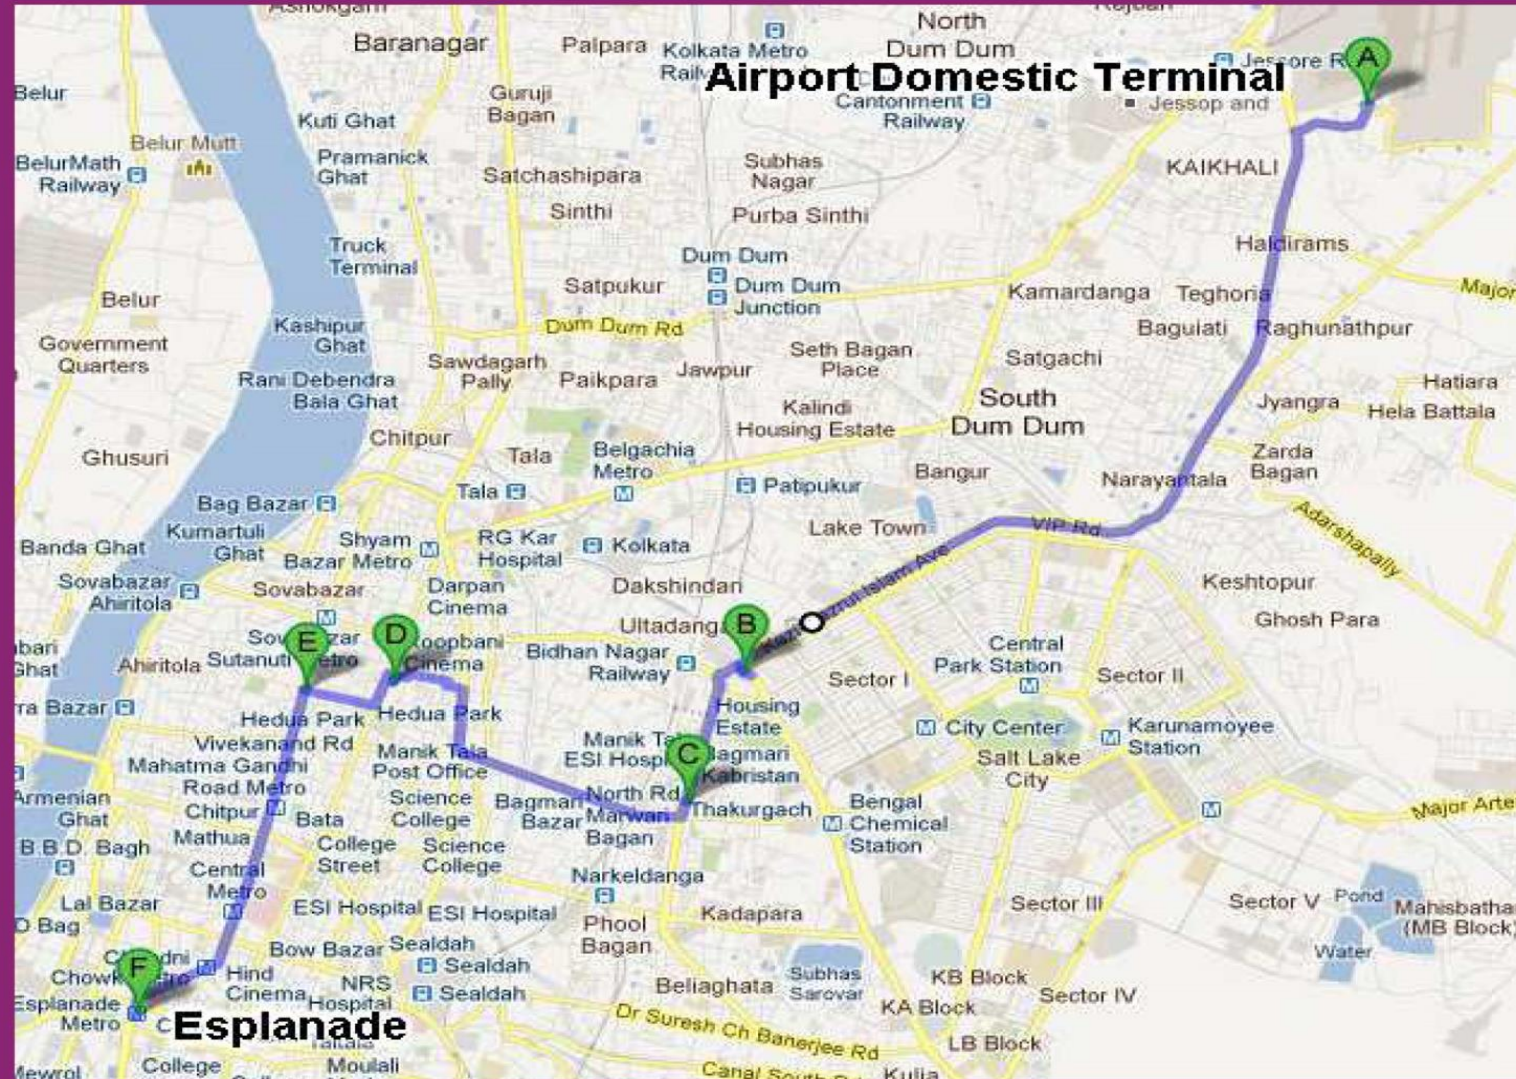 Baranagar
Palpara
Kolkata Metro
North
Dum Dum
Airport Domestic Terminal
A
Belur
Guruji
Bagan
Kuti Ghat
Cantonment
Railway
Jessop and
Belur Mutt
BelurMath
Railway
Pramanick
Ghat
Satchashipara
Subhas
Nagar
KAIKHALI
Sinthi
Purba Sinthi
Truck
Terminal
Haldirams
Dum Dum
Dum Dum
Junction
Satpukur
Belur
Kamardanga
Teghoria
Major
Kashipur
Ghat
Dum Dum Rd
Baguiati
Raghunathpur
Government
Quarters
Sawdagarh
Pally
Paikpara
Jawpur
Seth Bagan
Place
Satgachi
Rani Debendra
Bala Ghat
Kalindi
Housing Estate
South
Dum Dum
Jyangra
Hatiara
Hela Battala
Chitpur
Ghusuri
Tala
Belgachia
Metro
Bangur
Narayantala
Zarda
Bagan
Bag Bazar
Tala
Patipukur
Kumartuli
Ghat
Shyam
Bazar Metro
RG Kar
Hospital
Kolkata
Lake Town
VIP Rd
Adarshapally
Banda Ghat
Sovabazar
Ahiritola
Sovabazar
Darpan
Cinema
Dakshindari
Nazrul Islam Ave
Keshtopur
Ghosh Para
Ghat
Ahiritola
Sutanuti
E
D
Cinema
Bidhan Nagar
Railway
B
Sector I
Central
Park Station
Sector II
Hedua Park
Hedua Park
Housing
Estate
City Center
Karunamoyee
Station
Vivekanand Rd
Mahatma Gandhi
Road Metro
Manik Tala
Post Office
C
Bagmari
Kabristan
Salt Lake
City
Armenian
Ghat
Chitpur
Bata
Science
College
Bazar
North Rd
Marwari
Bagan
Thakurgach
Bengal
Chemical
Station
Major Arte
Mathua
B.B.D. Bagh
College
Street
Science
College
Central
Metro
Narkeldanga
Lal Bazar
ESI Hospital
ESI Hospital
Phool
Bagan
Kadapara
Sector III
Sector V
Pond
Mahisbatha
(MB Block)
D Bag
Bow Bazar
Sealdah
Sealdah
Water
F
Hind
Cinema
NRS
Hospital
Sealdah
Beliaghata
Subhas
Sarovar
KB Block
KA Block
Sector IV
Esplanade
Metro
Esplanade
Dr Suresh Ch Banerjee Rd
LB Block
College
Moulali